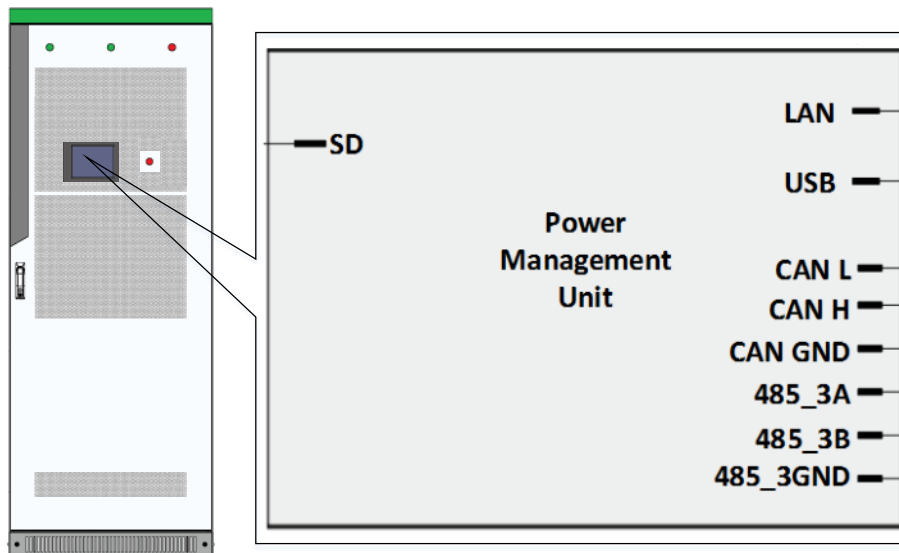 LAN
SD
USB
Power
Management
Unit
CAN L
CAN H
CAN GND
485_3A
485_3B
485_3GND